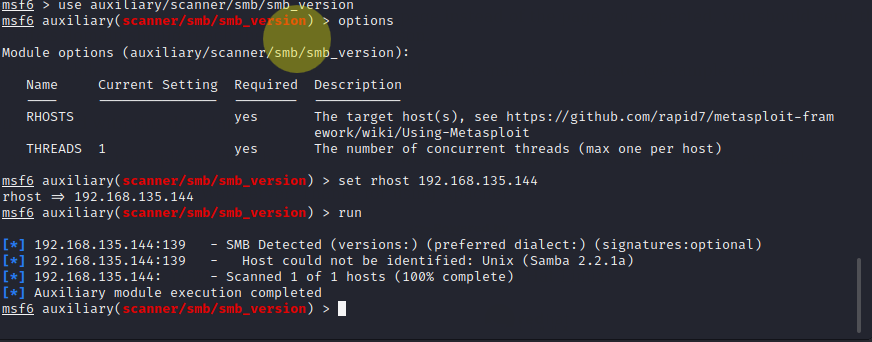 msf6 > use auxiliary/scanner/smb/smb_version
msf6 auxiliary(scanner/smb/smb_version) > options
Module options (auxiliary/scanner/smb/smb_version):
Name Current Setting Required Description
---- --------------- -------- -----------
RHOSTS yes The target host(s), see https://github.com/rapid7/metasploit-fram
ework/wiki/Using-Metasploit
THREADS 1 yes The number of concurrent threads (max one per host)
msf6 auxiliary(scanner/smb/smb_version) > set rhost 192.168.135.144
rhost => 192.168.135.144
msf6 auxiliary(scanner/smb/smb_version) > run
[*] 192.168.135.144:139 - SMB Detected (versions:) (preferred dialect:) (signatures:optional)
[*] 192.168.135.144:139 - Host could not be identified: Unix (Samba 2.2.1a)
[*] 192.168.135.144: - Scanned 1 of 1 hosts (100% complete)
[*] Auxiliary module execution completed
msf6 auxiliary(scanner/smb/smb_version) >